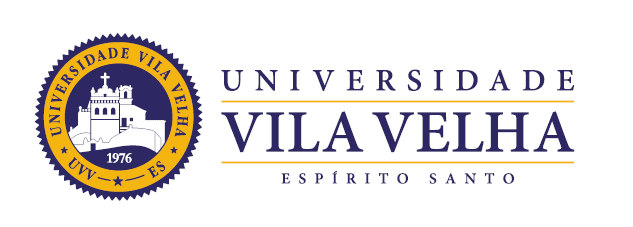 UNIVERSIDADE VILA VELHA
1976
UVV ES
UNIVERSIDADE
VILA VELHA
ESPÍRITO SANTO